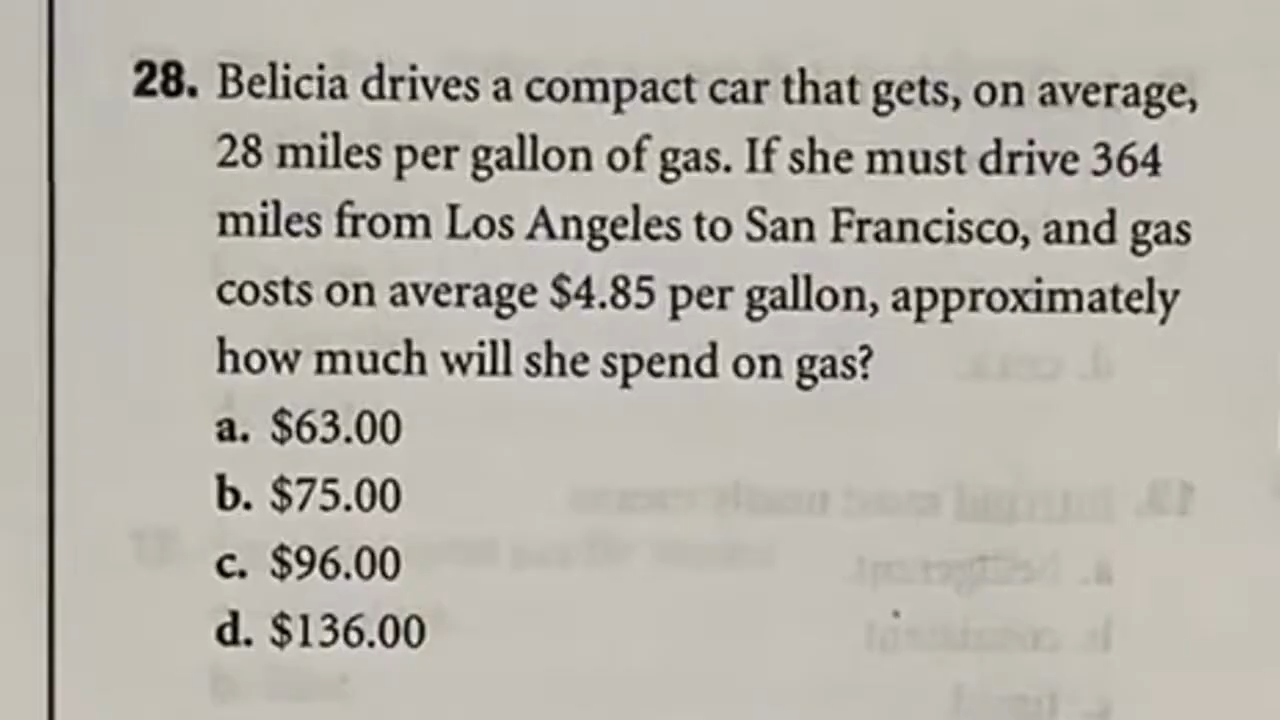 28. Belicia drives a compact car that gets, on average,
28 miles per gallon of gas. If she must drive 364
miles from Los Angeles to San Francisco, and gas
costs on average $4.85 per gallon, approximately
how much will she spend on gas?
a. $63.00
b. $75.00
c. $96.00
d. $136.00